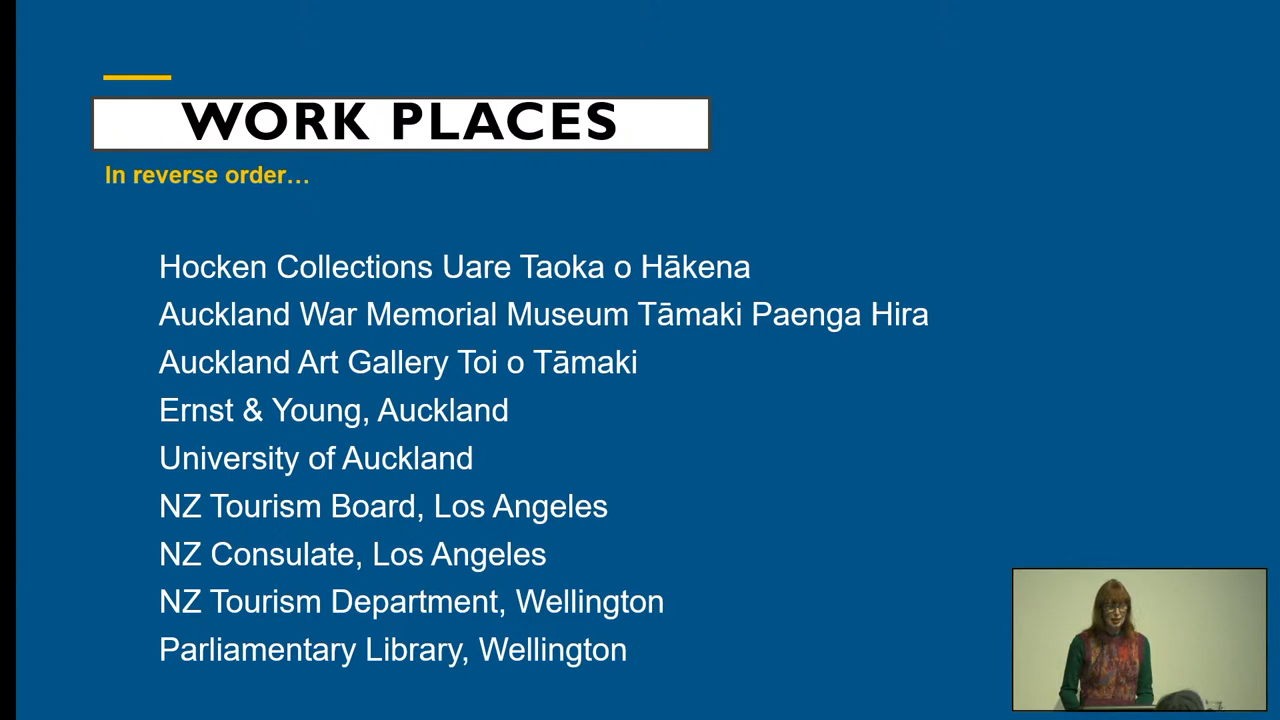 WORK PLACES
In reverse order…
Hocken Collections Uare Taoka o Hākena
Auckland War Memorial Museum Tāmaki Paenga Hira
Auckland Art Gallery Toi o Tāmaki
Ernst & Young, Auckland
University of Auckland
NZ Tourism Board, Los Angeles
NZ Consulate, Los Angeles
NZ Tourism Department, Wellington
Parliamentary Library, Wellington